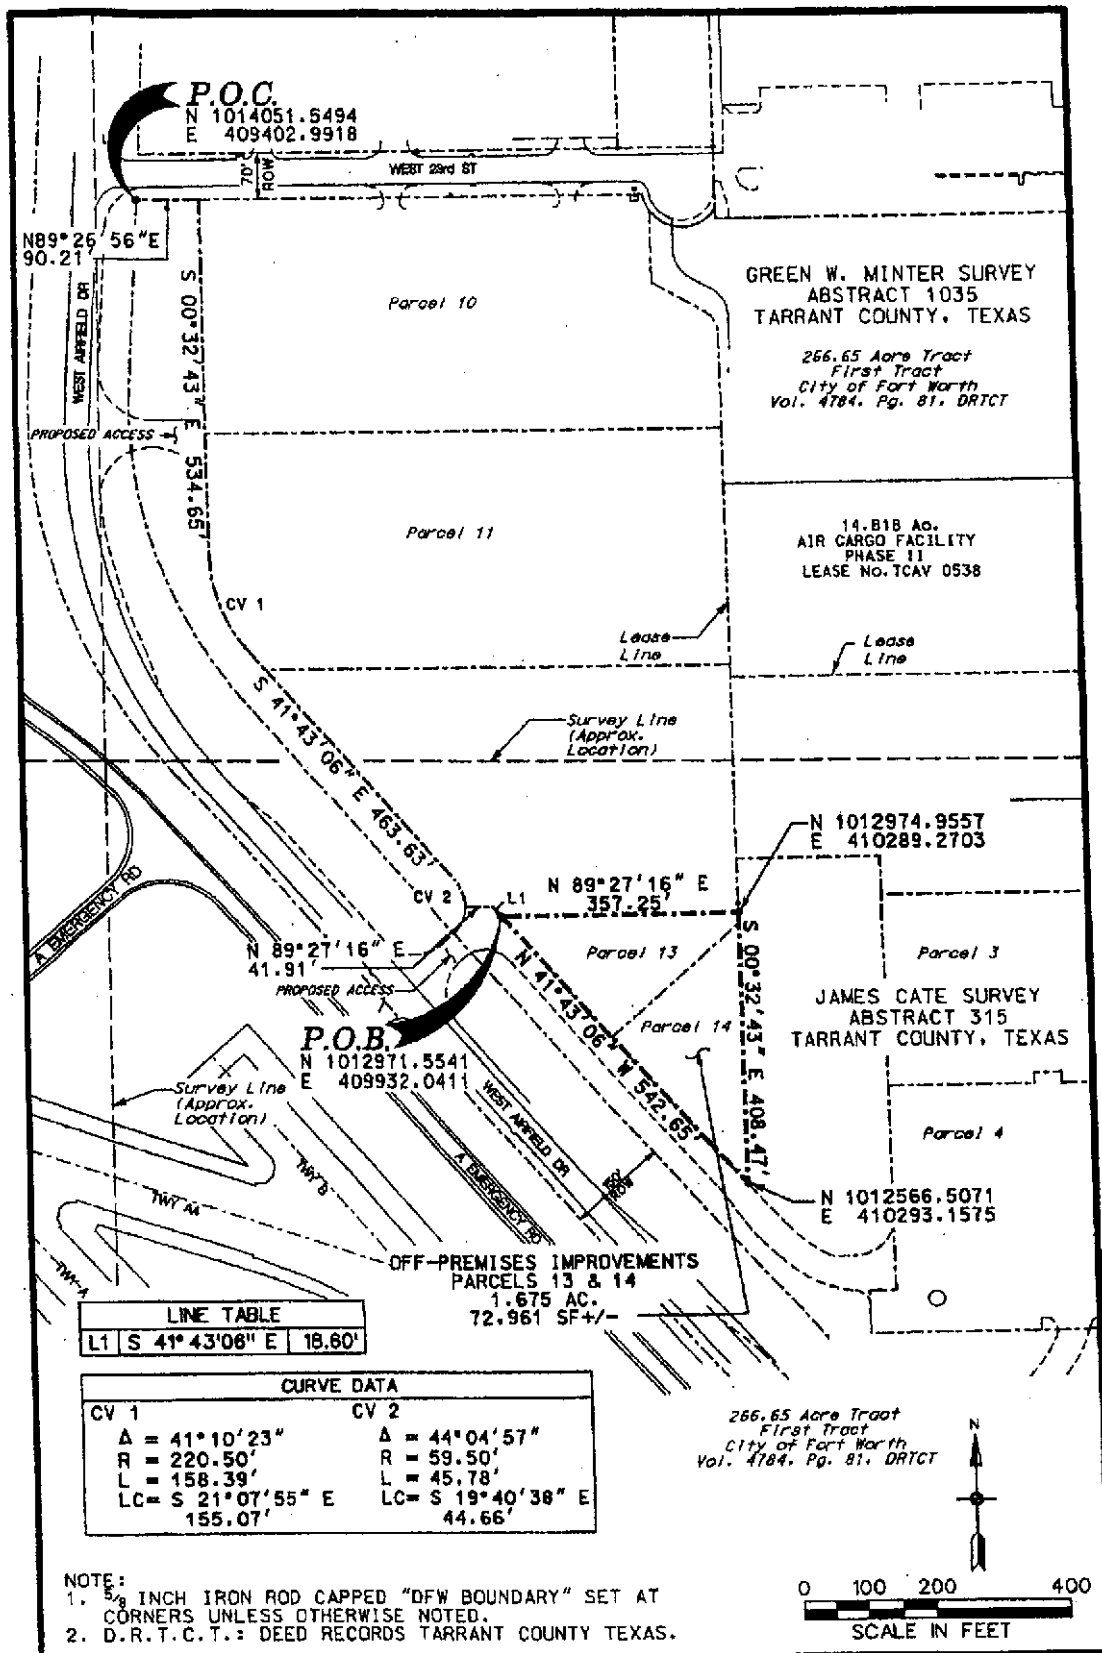 P.O.C.
N 1014051.5494
E 409402.9918
70'
ROW
WEST 23rd ST
N89°26'56"E
90.21'
WEST AIRFIELD DR
S 00°32'43" E 534.65'
PROPOSED ACCESS
Parcel 10
GREEN W. MINTER SURVEY
ABSTRACT 1035
TARRANT COUNTY, TEXAS
266.65 Acre Tract
First Tract
City of Fort Worth
Vol. 4784, Pg. 81, DRTCT
Parcel 11
14.818 Ac.
AIR CARGO FACILITY
PHASE II
LEASE No. TCAV 0538
CV 1
Lease
Line
Lease
Line
S 41°43'06" E 463.63'
Survey Line
(Approx.
Location)
N 1012974.9557
E 410289.2703
A EMERGENCY RD
CV 2
L1
N 89°27'16" E
357.25'
N 89°27'16" E
41.91'
PROPOSED ACCESS
Parcel 13
N 41°43'06" W 542.65'
S 00°32'43" E 408.47'
Parcel 3
P.O.B.
N 1012971.5541
E 409932.0411
Parcel 14
JAMES CATE SURVEY
ABSTRACT 315
TARRANT COUNTY, TEXAS
Survey Line
(Approx.
Location)
WEST AIRFIELD DR
A EMERGENCY RD
Parcel 4
TWY B
TWY A4
TWY A
ROW
N 1012566.5071
E 410293.1575
OFF-PREMISES IMPROVEMENTS
PARCELS 13 & 14
1.675 AC.
72,961 SF+/-
LINE TABLE
L1 S 41°43'06" E 18.60'
CURVE DATA
CV 1 CV 2
Δ = 41°10'23" Δ = 44°04'57"
R = 220.50' R = 59.50'
L = 158.39' L = 45.78'
LC= S 21°07'55" E LC= S 19°40'38" E
155.07' 44.66'
266.65 Acre Tract
First Tract
City of Fort Worth
Vol. 4784, Pg. 81, DRTCT
N
NOTE:
1. 5/8 INCH IRON ROD CAPPED "DFW BOUNDARY" SET AT
CORNERS UNLESS OTHERWISE NOTED.
2. D.R.T.C.T.: DEED RECORDS TARRANT COUNTY TEXAS.
0 100 200 400
SCALE IN FEET